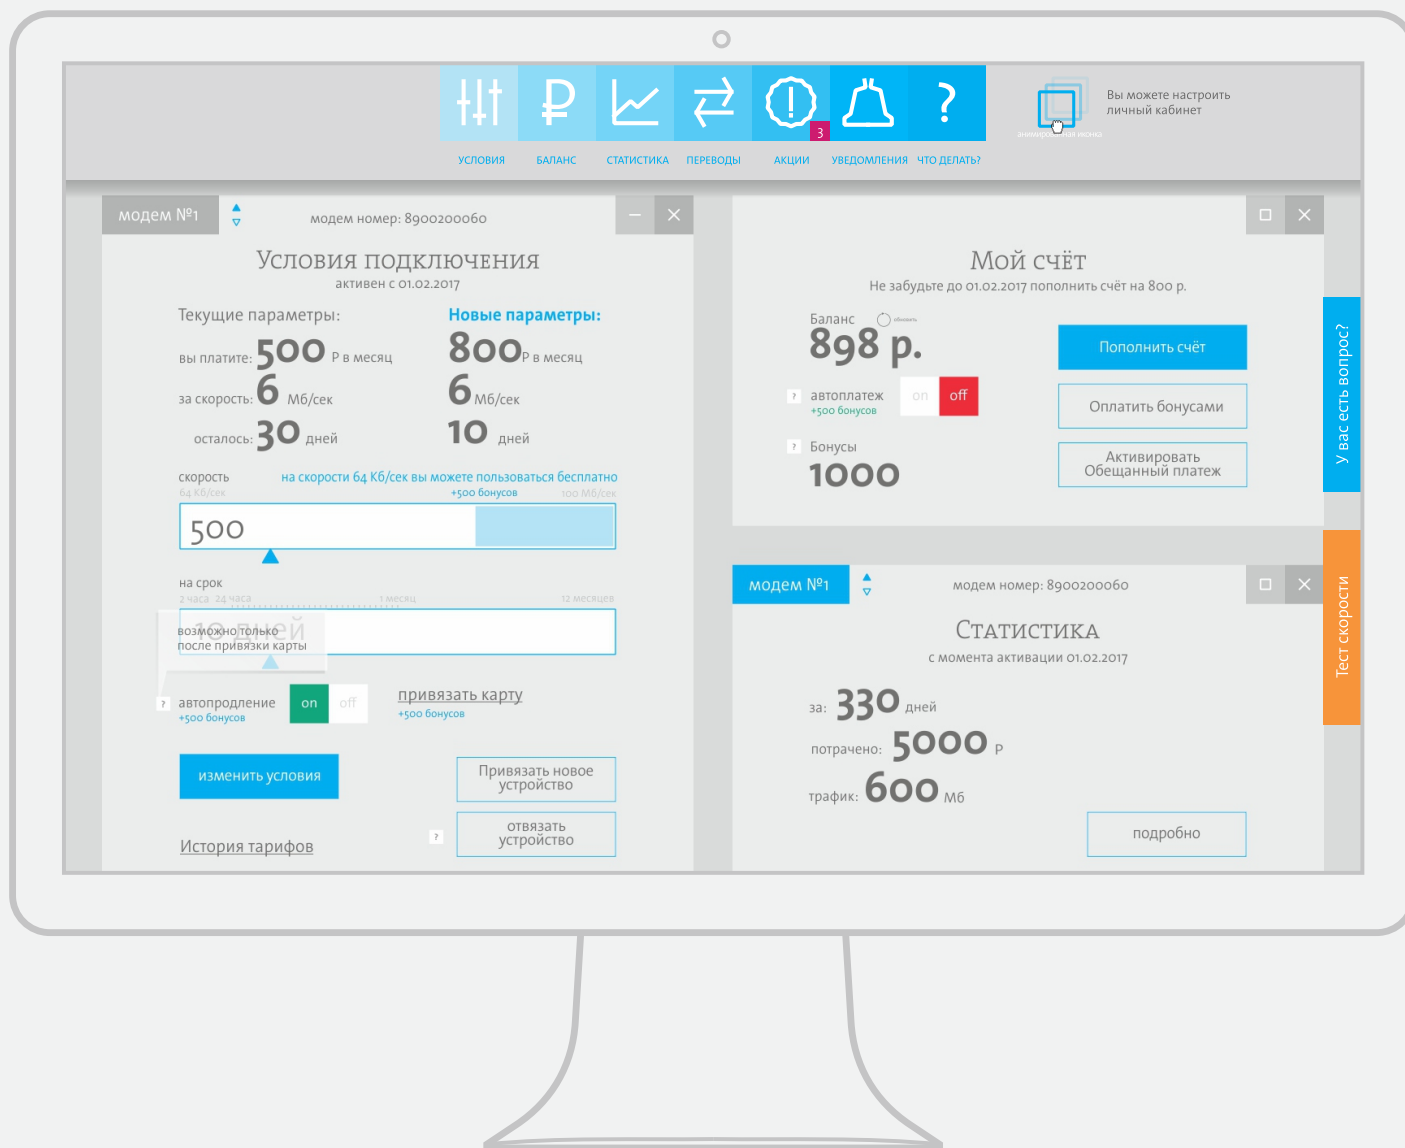 3
УСЛОВИЯ БАЛАНС СТАТИСТИКА ПЕРЕВОДЫ АКЦИИ УВЕДОМЛЕНИЯ ЧТО ДЕЛАТЬ?
?
Вы можете настроить
личный кабинет
модем №1
модем номер: 8900200060
Условия подключения
активен с 01.02.2017
Текущие параметры:
Новые параметры:
вы платите: 500 Р в месяц
800 Р в месяц
за скорость: 6 Мб/сек
6 Мб/сек
осталось: 30 дней
10 дней
скорость
на скорости 64 Кб/сек вы можете пользоваться бесплатно
64 Кб/сек
+500 бонусов
100 Мб/сек
500
на срок
2 часа 24 часа 1 месяц 12 месяцев
10 дней
возможно только
после привязки карты
? автопродление
+500 бонусов
on off
привязать карту
+500 бонусов
изменить условия
Привязать новое
устройство
История тарифов
?
отвязать
устройство
Мой счёт
Не забудьте до 01.02.2017 пополнить счёт на 800 р.
Баланс
обновить
898 р.
? автоплатеж
+500 бонусов
on off
? Бонусы
1000
Пополнить счёт
Оплатить бонусами
Активировать
Обещанный платеж
модем №1
модем номер: 8900200060
Статистика
с момента активации 01.02.2017
за: 330 дней
потрачено: 5000 Р
трафик: 600 Мб
подробно
У вас есть вопрос?
Тест скорости